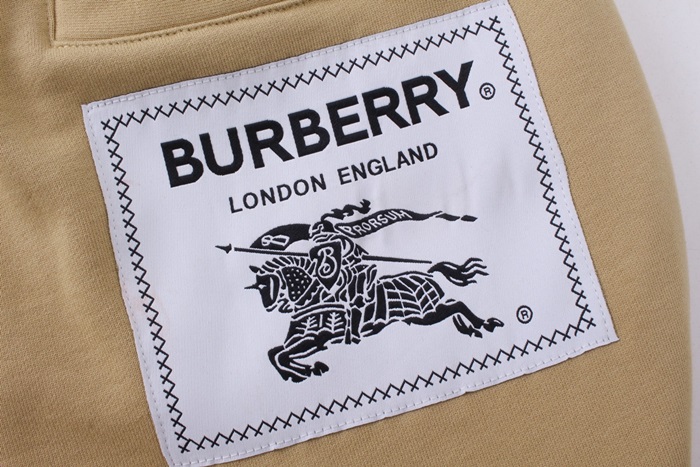 BURBERRY®
LONDON ENGLAND
PRORSUM
B
®